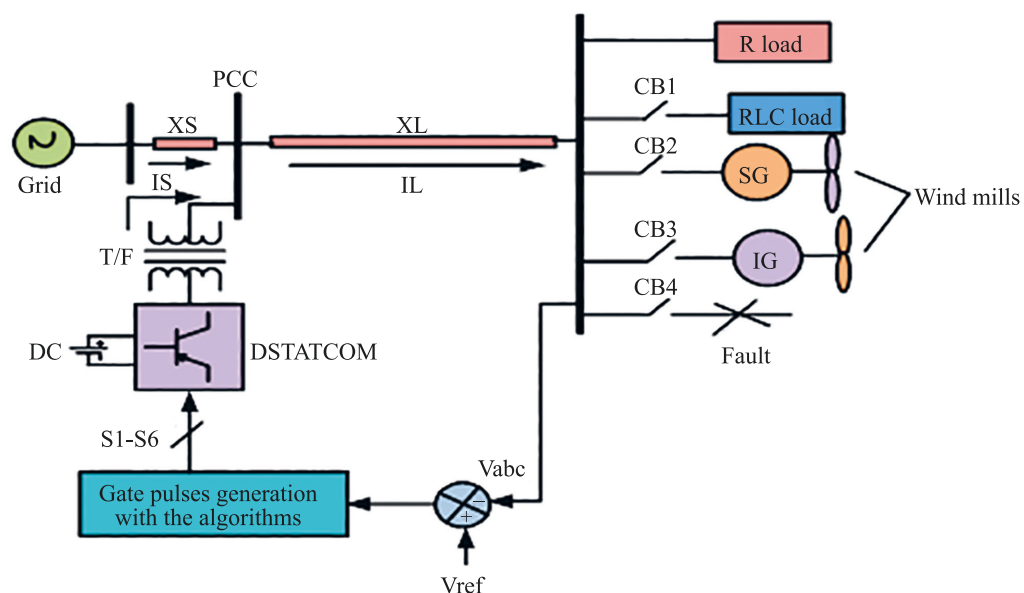 R load
PCC
CB1
XS
XL
RLC load
CB2
SG
Grid
IS
IL
Wind mills
T/F
CB3
IG
CB4
DC
DSTATCOM
Fault
S1-S6
Vabc
Gate pulses generation
with the algorithms
−
+
Vref